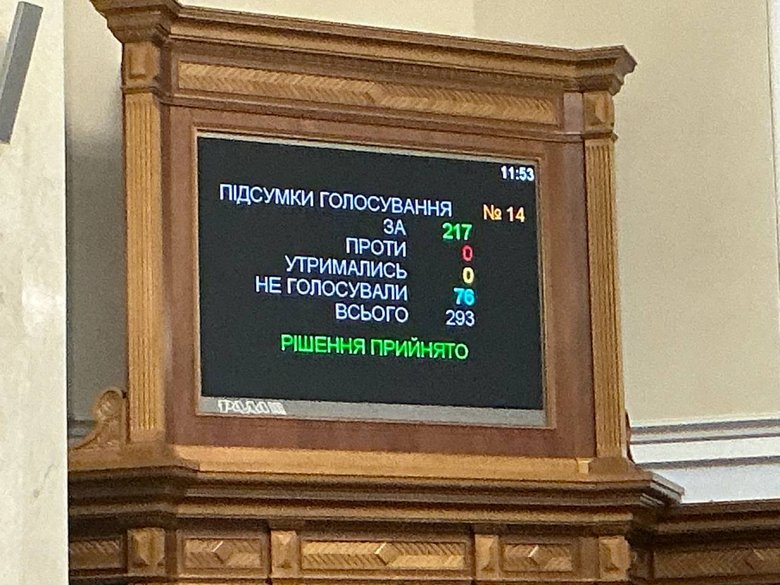 11:53
ПІДСУМКИ ГОЛОСУВАННЯ № 14
ЗА 217
ПРОТИ 0
УТРИМАЛИСЬ 0
НЕ ГОЛОСУВАЛИ 76
ВСЬОГО 293
РІШЕННЯ ПРИЙНЯТО